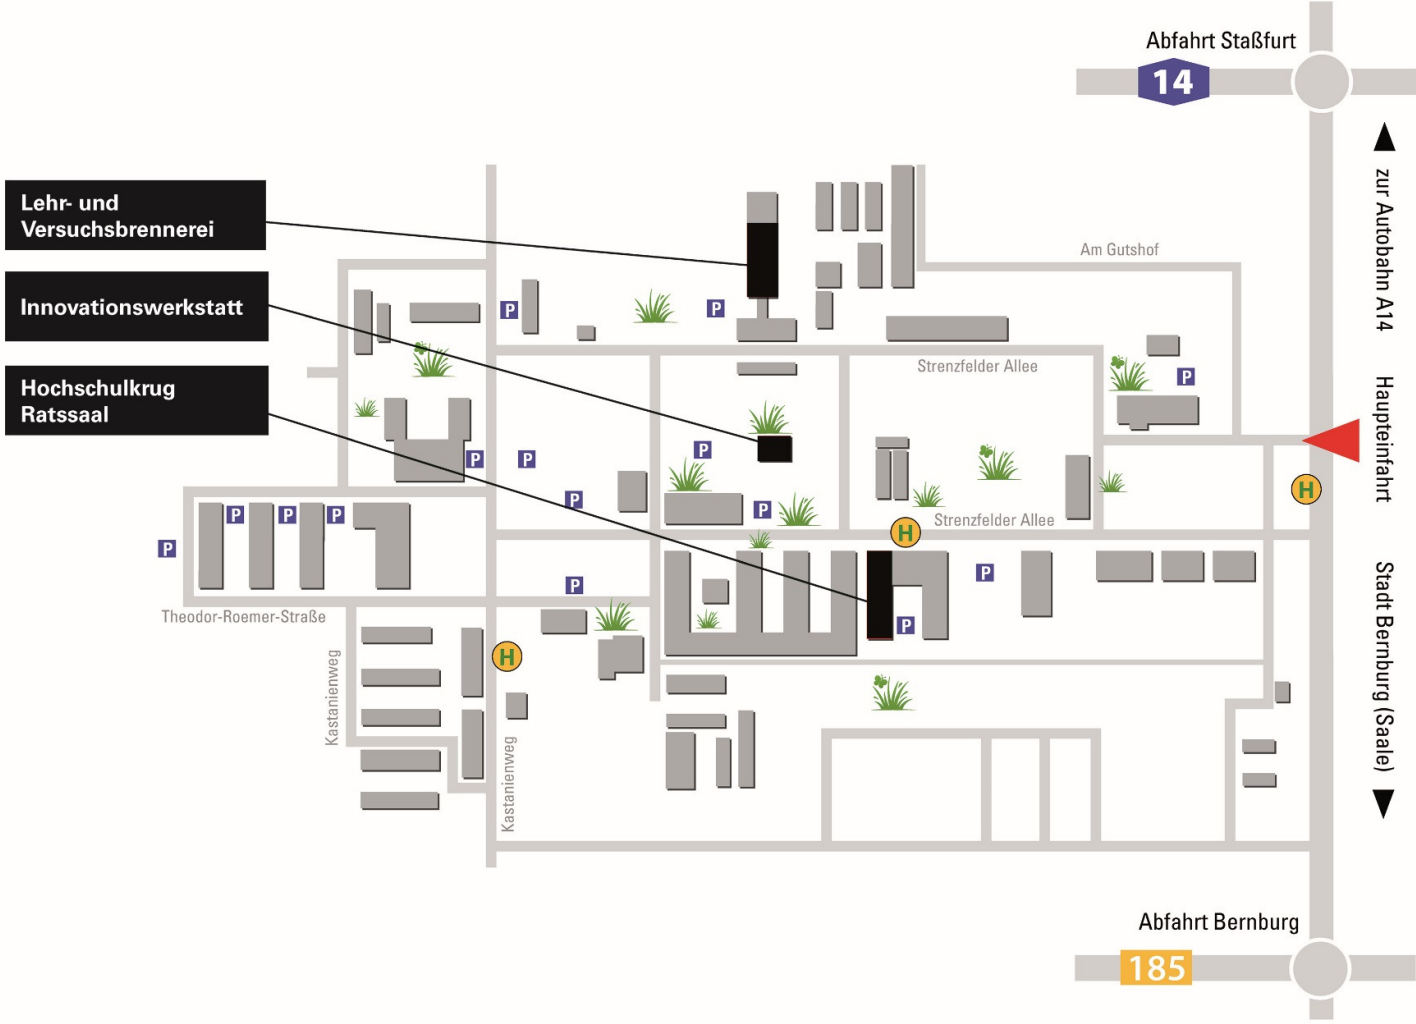 Abfahrt Staßfurt
14
zur Autobahn A14
Haupteinfahrt
Stadt Bernburg (Saale)
Lehr- und
Versuchsbrennerei
Innovationswerkstatt
Hochschulkrug
Ratssaal
Am Gutshof
Strenzfelder Allee
P
P
P
P
P
P
P
H
P
P
Strenzfelder Allee
P
P
P
H
P
P
P
P
Theodor-Roemer-Straße
H
Kastanienweg
Kastanienweg
Abfahrt Bernburg
185